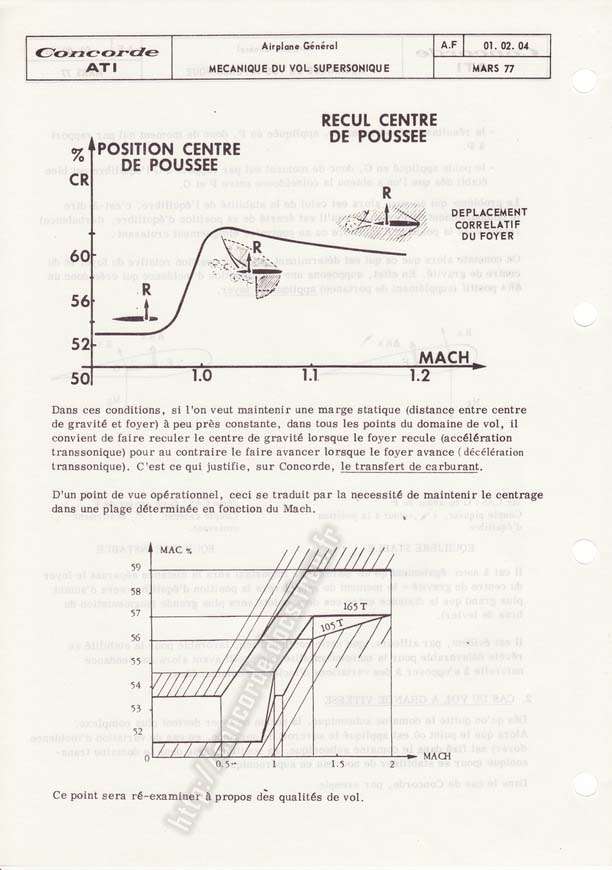 Concorde
ATI
Airplane Général
MECANIQUE DU VOL SUPERSONIQUE
A.F
01. 02. 04
MARS 77
RECUL CENTRE
DE POUSSEE
%
CR
POSITION CENTRE
DE POUSSEE
R
R
R
DEPLACEMENT
CORRELATIF
DU FOYER
60
56
52
50
1.0
1.1
1.2
MACH
Dans ces conditions, si l'on veut maintenir une marge statique (distance entre centre
de gravité et foyer) à peu près constante, dans tous les points du domaine de vol, il
convient de faire reculer le centre de gravité lorsque le foyer recule (accélération
transsonique) pour au contraire le faire avancer lorsque le foyer avance (décélération
transsonique). C'est ce qui justifie, sur Concorde, le transfert de carburant.
D'un point de vue opérationnel, ceci se traduit par la necessité de maintenir le centrage
dans une plage déterminée en fonction du Mach.
MAC %
59
58
57
56
55
54
53
52
0
165 T
105 T
0.5
1
1.5
2
MACH
Ce point sera ré-examiner à propos des qualités de vol.